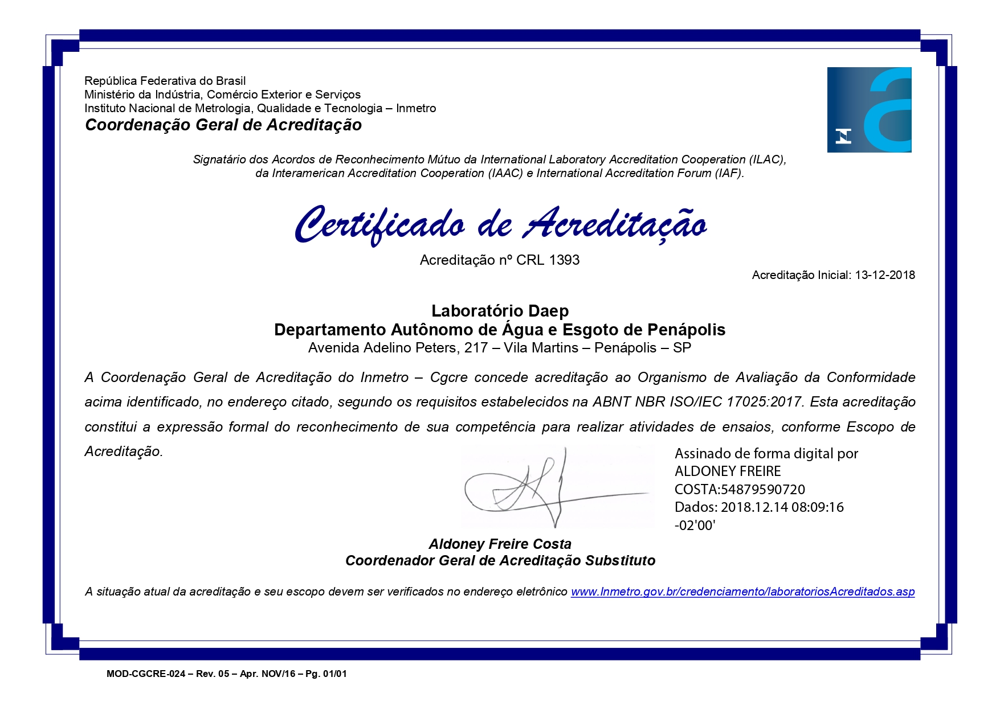 República Federativa do Brasil
Ministério da Indústria, Comércio Exterior e Serviços
Instituto Nacional de Metrologia, Qualidade e Tecnologia – Inmetro
Coordenação Geral de Acreditação
Signatário dos Acordos de Reconhecimento Mútuo da International Laboratory Accreditation Cooperation (ILAC),
da Interamerican Accreditation Cooperation (IAAC) e International Accreditation Forum (IAF).
Certificado de Acreditação
Acreditação nº CRL 1393
Acreditação Inicial: 13-12-2018
Laboratório Daep
Departamento Autônomo de Água e Esgoto de Penápolis
Avenida Adelino Peters, 217 – Vila Martins – Penápolis – SP
A Coordenação Geral de Acreditação do Inmetro – Cgcre concede acreditação ao Organismo de Avaliação da Conformidade
acima identificado, no endereço citado, segundo os requisitos estabelecidos na ABNT NBR ISO/IEC 17025:2017. Esta acreditação
constitui a expressão formal do reconhecimento de sua competência para realizar atividades de ensaios, conforme Escopo de
Acreditação.
Assinado de forma digital por
ALDONEY FREIRE
COSTA:54879590720
Dados: 2018.12.14 08:09:16
-02'00'
Aldoney Freire Costa
Coordenador Geral de Acreditação Substituto
A situação atual da acreditação e seu escopo devem ser verificados no endereço eletrônico www.Inmetro.gov.br/credenciamento/laboratoriosAcreditados.asp
MOD-CGCRE-024 – Rev. 05 – Apr. NOV/16 – Pg. 01/01